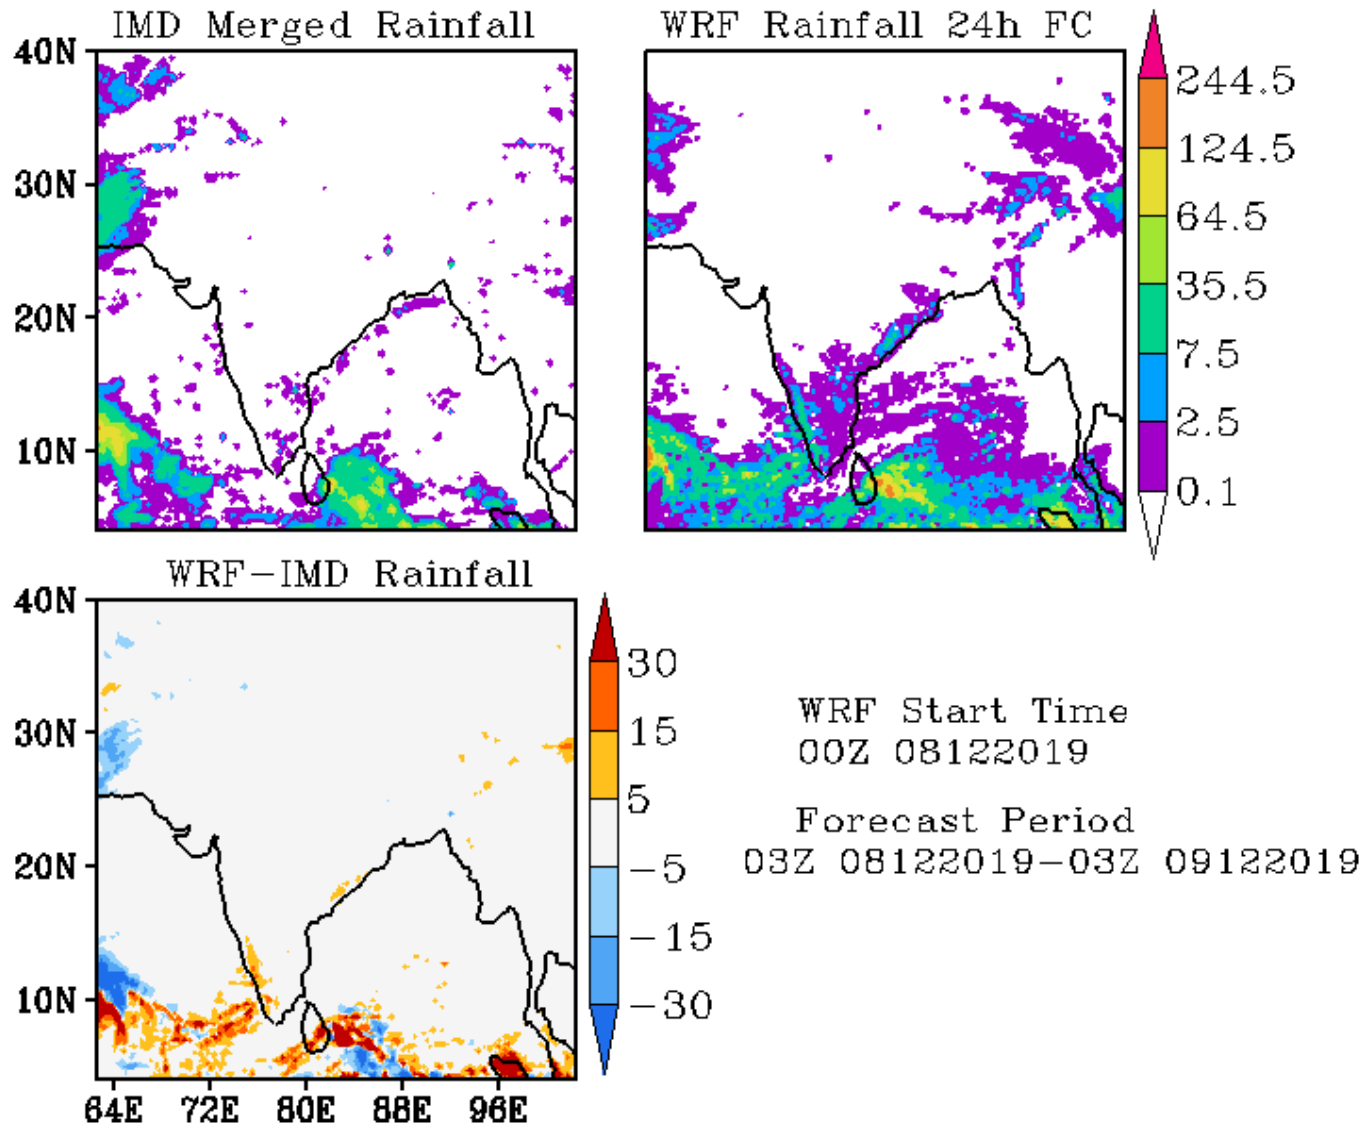 IMD Merged Rainfall
WRF Rainfall 24h FC
40N
30N
20N
10N
244.5
124.5
64.5
35.5
7.5
2.5
0.1
WRF-IMD Rainfall
40N
30N
20N
10N
64E 72E 80E 88E 96E
30
15
5
-5
-15
-30
WRF Start Time
00Z 08122019
Forecast Period
03Z 08122019-03Z 09122019